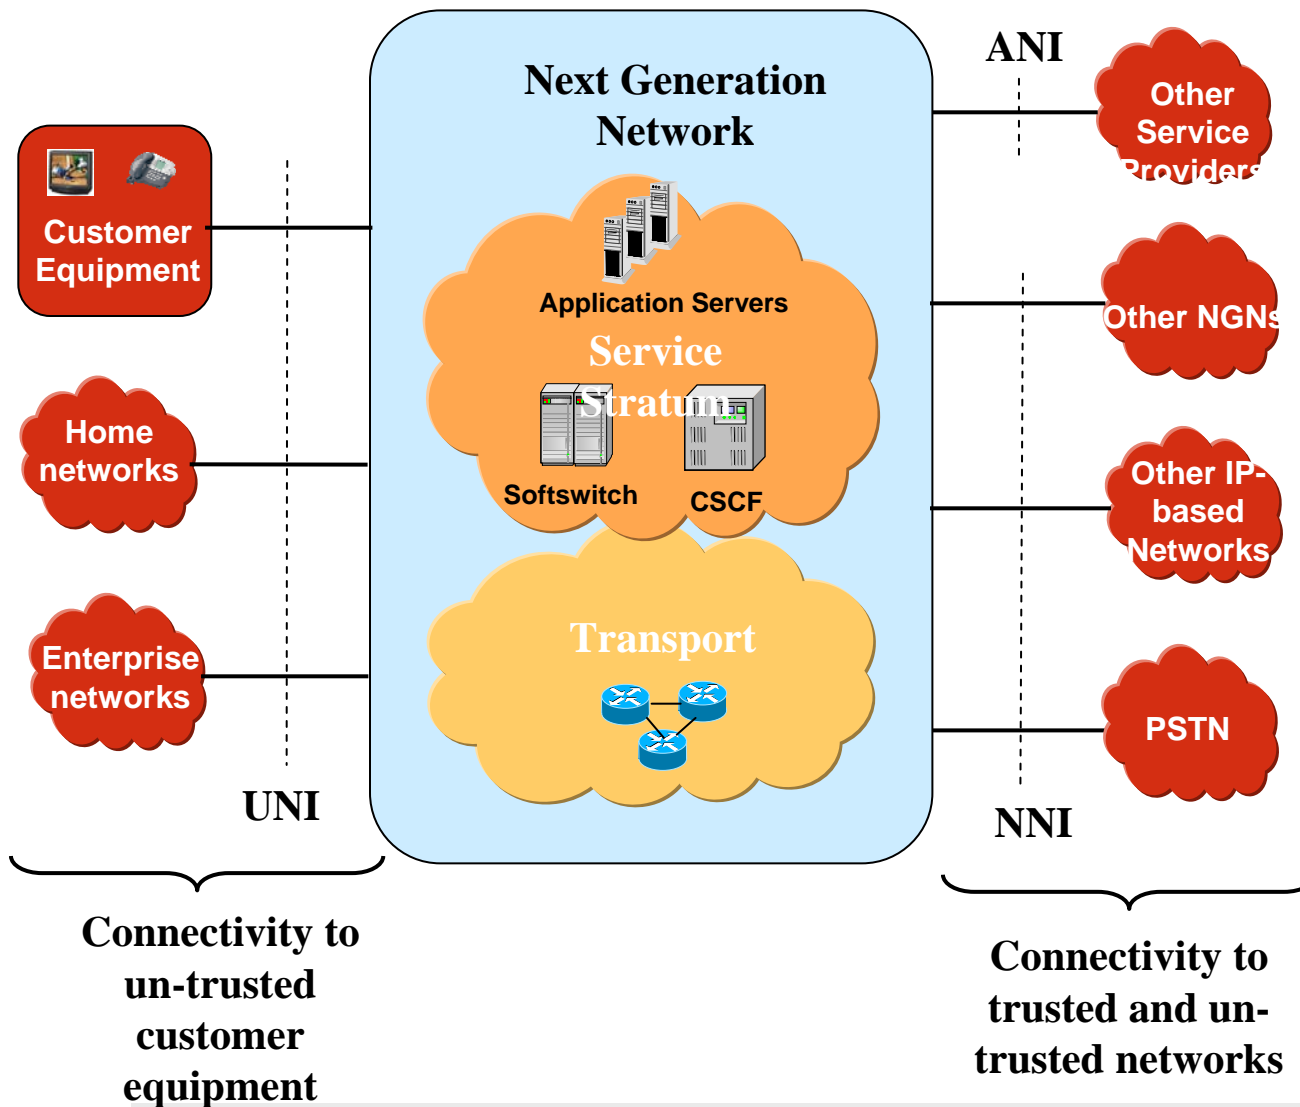 Next Generation
Network
ANI
Other
Service
Providers
Customer
Equipment
Application Servers
Service
Stratum
Other NGNs
Home
networks
Softswitch
CSCF
Other IP-
based
Networks
Enterprise
networks
Transport
PSTN
UNI
NNI
Connectivity to
un-trusted
customer
equipment
Connectivity to
trusted and un-
trusted networks